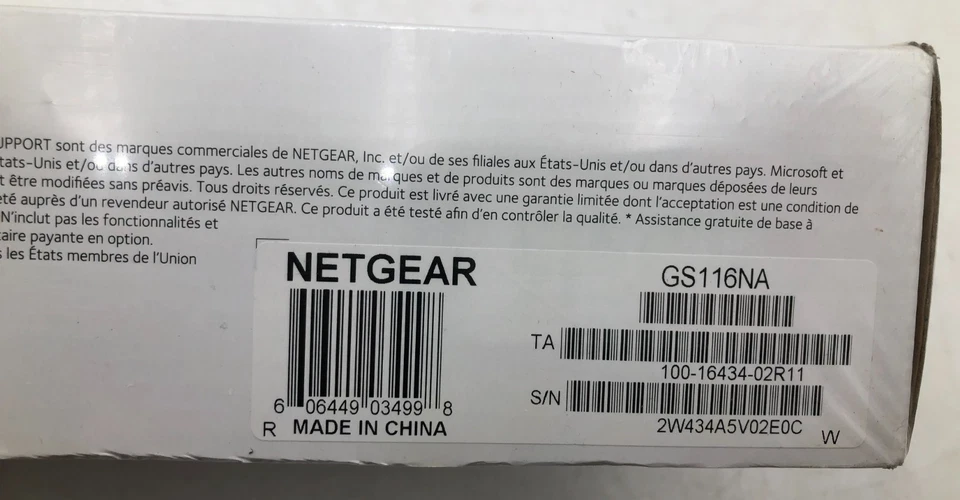 UPPORT sont des marques commerciales de NETGEAR, Inc. et/ou de ses filiales aux États-Unis et/ou dans d'autres pays. Microsoft et
tats-Unis et/ou dans d'autres pays. Les autres noms de marques et de produits sont des marques ou marques déposées de leurs
t être modifiées sans préavis. Tous droits réservés. Ce produit est livré avec une garantie limitée dont l'acceptation est une condition de
été auprès d'un revendeur autorisé NETGEAR. Ce produit a été testé afin d'en contrôler la qualité. * Assistance gratuite de base à
N'inclut pas les fonctionnalités et
aire payante en option.
s les États membres de l'Union
NETGEAR
6 06449 03499 8
R MADE IN CHINA
GS116NA
TA
100-16434-02R11
S/N
2W434A5V02E0C
W